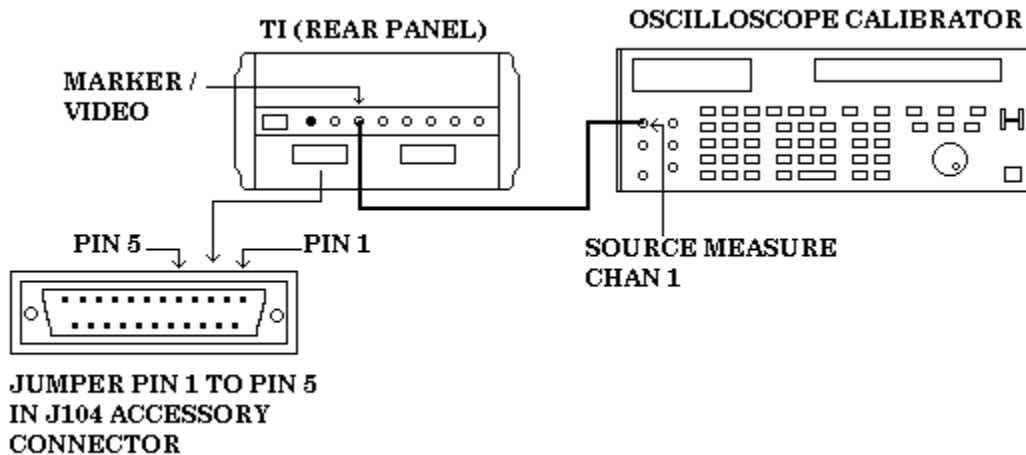 OSCILLOSCOPE CALIBRATOR
TI (REAR PANEL)
MARKER /
VIDEO
PIN 5
PIN 1
SOURCE MEASURE
CHAN 1
JUMPER PIN 1 TO PIN 5
IN J104 ACCESSORY
CONNECTOR